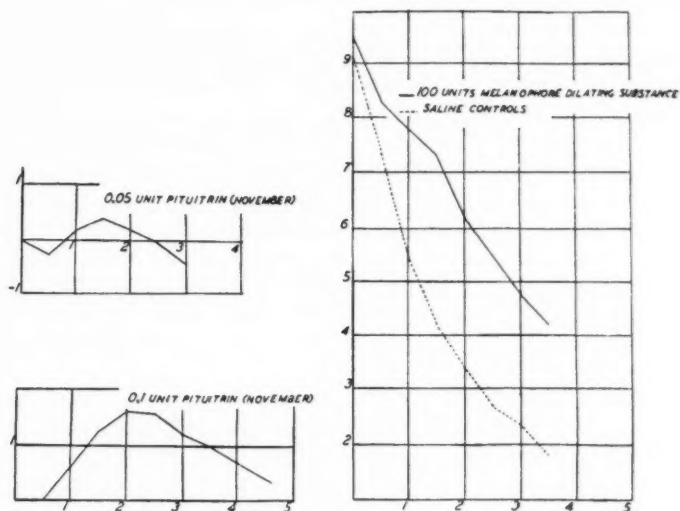 1
0.05 UNIT PITUITRIN (NOVEMBER)
1 2 3 4
-1
0.1 UNIT PITUITRIN (NOVEMBER)
1
1 2 3 4 5
9
100 UNITS MELANOPHORE DILATING SUBSTANCE
SALINE CONTROLS
8
7
6
5
4
3
2
1 2 3 4 5